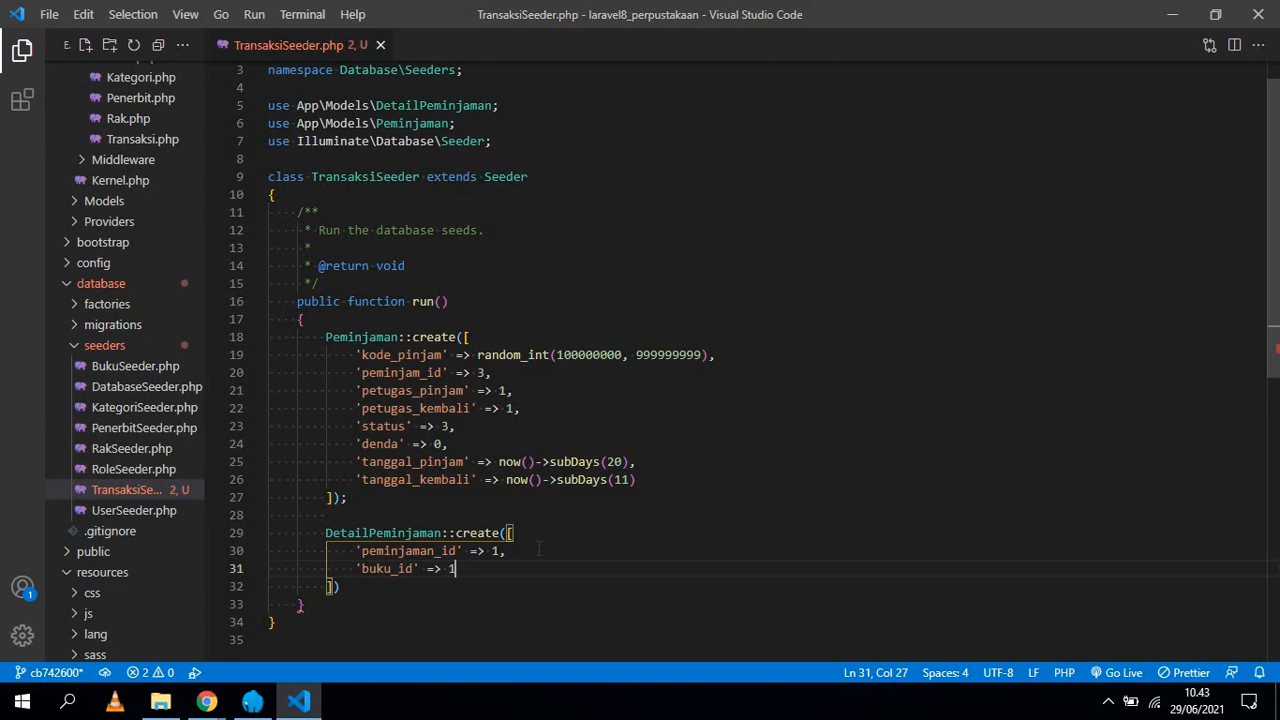 File Edit Selection View Go Run Terminal Help
TransaksiSeeder.php - laravel8_perpustakaan - Visual Studio Code
E.
TransaksiSeeder.php 2, U
Kategori.php
Penerbit.php
Rak.php
Transaksi.php
Middleware
Kernel.php
Models
Providers
bootstrap
config
database
factories
migrations
seeders
BukuSeeder.php
DatabaseSeeder.php
KategoriSeeder.php
PenerbitSeeder.php
RakSeeder.php
RoleSeeder.php
TransaksiSe... 2, U
UserSeeder.php
.gitignore
public
resources
css
js
lang
sass
3 namespace Database\Seeders;
4
5 use App\Models\DetailPeminjaman;
6 use App\Models\Peminjaman;
7 use Illuminate\Database\Seeder;
8
9 class TransaksiSeeder extends Seeder
10 {
11 /**
12 * Run the database seeds.
13 *
14 * @return void
15 */
16 public function run()
17 {
18 Peminjaman::create([
19 'kode_pinjam' => random_int(100000000, 999999999),
20 'peminjam_id' => 3,
21 'petugas_pinjam' => 1,
22 'petugas_kembali' => 1,
23 'status' => 3,
24 'denda' => 0,
25 'tanggal_pinjam' => now()->subDays(20),
26 'tanggal_kembali' => now()->subDays(11)
27 ]);
28
29 DetailPeminjaman::create([
30 'peminjaman_id' => 1,
31 'buku_id' => 1
32 ])
33 }
34 }
35
1
cb742600* 2 0 Ln 31, Col 27 Spaces: 4 UTF-8 LF PHP Go Live Prettier
10.43
29/06/2021